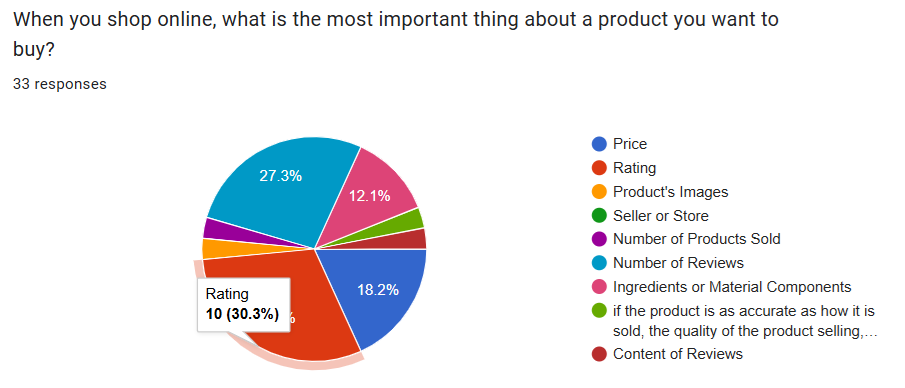 When you shop online, what is the most important thing about a product you want to
buy?
33 responses
27.3%
12.1%
18.2%
Rating
10 (30.3%)
Price
Rating
Product's Images
Seller or Store
Number of Products Sold
Number of Reviews
Ingredients or Material Components
if the product is as accurate as how it is
sold, the quality of the product selling,…
Content of Reviews